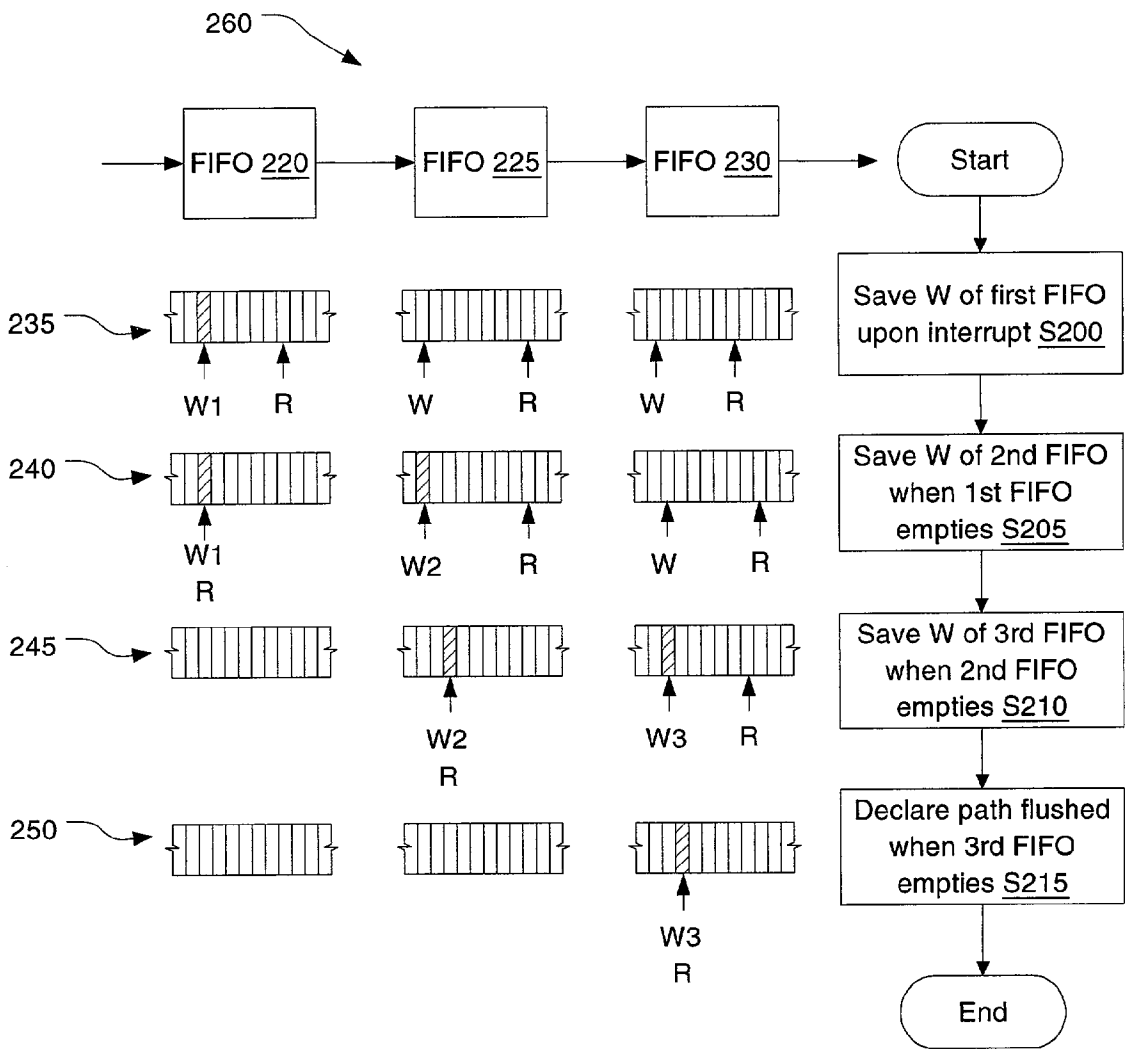 260
FIFO 220
FIFO 225
FIFO 230
Start
235
W1
R
W
R
W
R
Save W of first FIFO
upon interrupt S200
240
W1
R
W2
R
W
R
Save W of 2nd FIFO
when 1st FIFO
empties S205
245
W2
R
W3
R
Save W of 3rd FIFO
when 2nd FIFO
empties S210
250
W3
R
Declare path flushed
when 3rd FIFO
empties S215
End